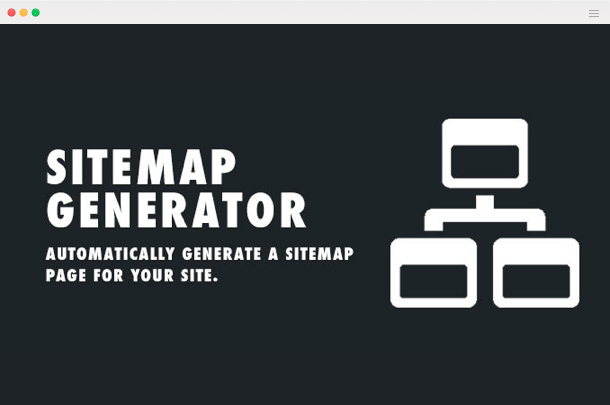 SITEMAP
GENERATOR
AUTOMATICALLY GENERATE A SITEMAP
PAGE FOR YOUR SITE.